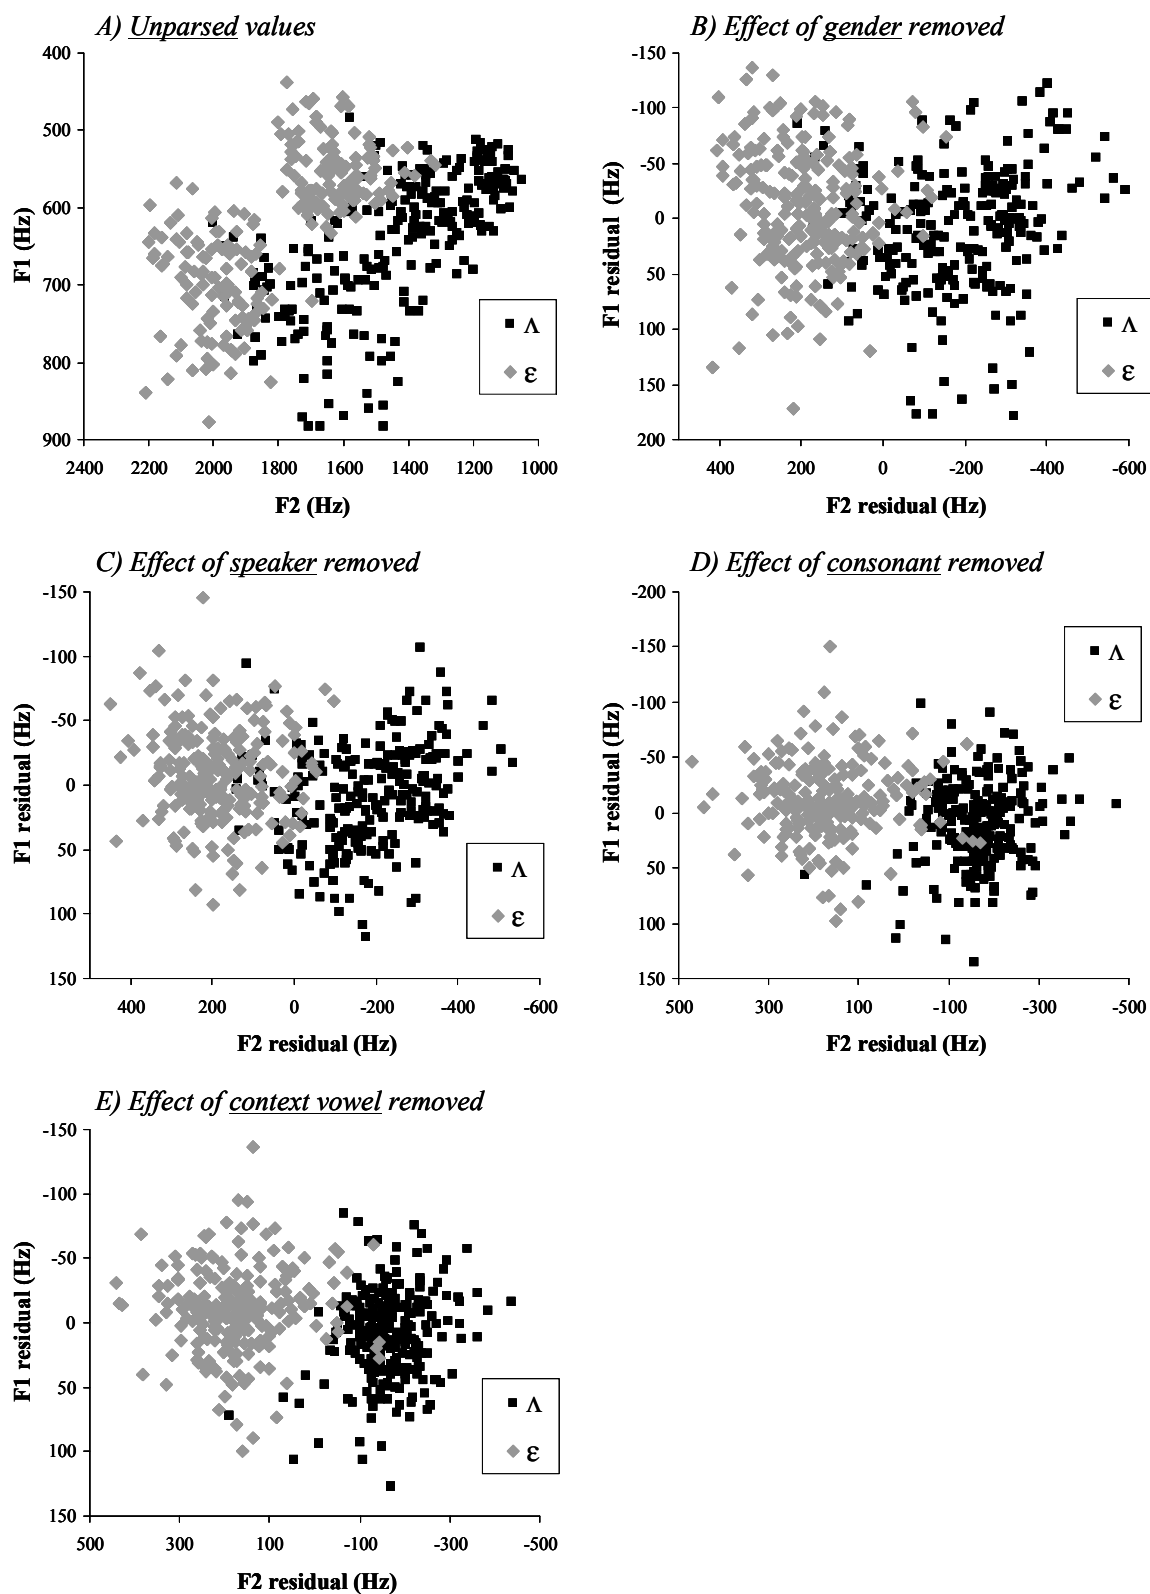 A) Unparsed values
400
500
600
700
800
900
F1 (Hz)
2400 2200 2000 1800 1600 1400 1200 1000
F2 (Hz)
Λ
ε
B) Effect of gender removed
-150
-100
-50
0
50
100
150
200
F1 residual (Hz)
400 200 0 -200 -400 -600
F2 residual (Hz)
Λ
ε
C) Effect of speaker removed
-150
-100
-50
0
50
100
150
F1 residual (Hz)
400 200 0 -200 -400 -600
F2 residual (Hz)
Λ
ε
D) Effect of consonant removed
-200
-150
-100
-50
0
50
100
150
F1 residual (Hz)
500 300 100 -100 -300 -500
F2 residual (Hz)
Λ
ε
E) Effect of context vowel removed
-150
-100
-50
0
50
100
150
F1 residual (Hz)
500 300 100 -100 -300 -500
F2 residual (Hz)
Λ
ε